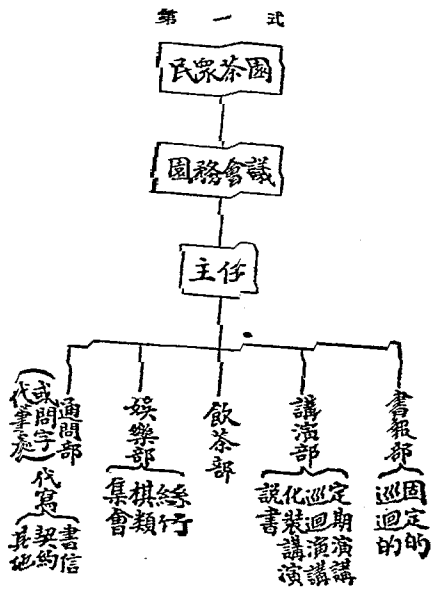 第一式
民眾茶園
園務會議
主任
書報部
固定的
巡迴的
講演部
定期演講
巡迴演講
化裝講演
説書
飲茶部
娛樂部
絲竹
棋類
集會
通問部
(或問字
代筆處)
代寫
書信
契約
其他